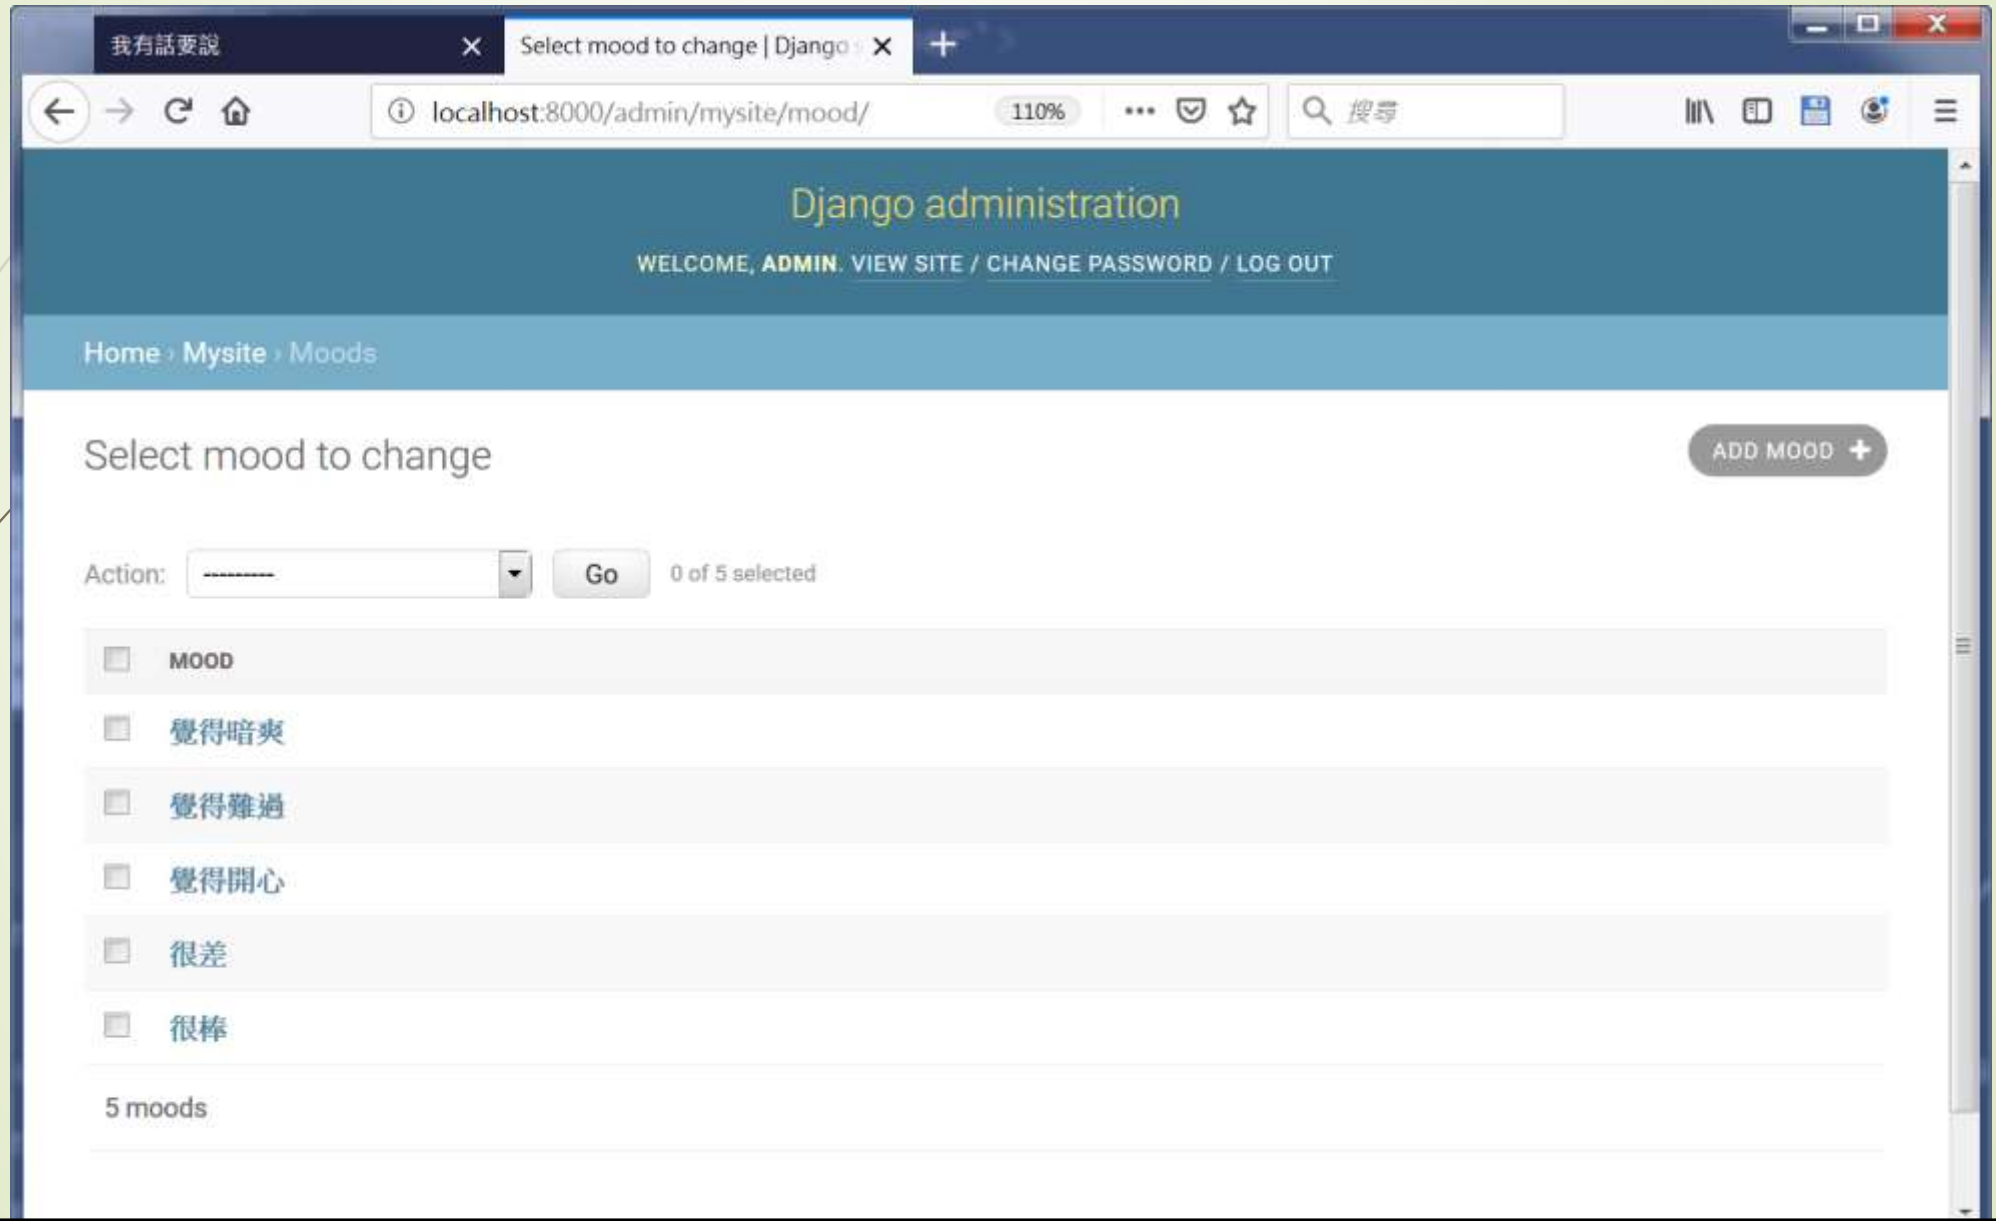 我有話要說
Select mood to change | Django
localhost:8000/admin/mysite/mood/ 110% 搜尋
Django administration
WELCOME, ADMIN. VIEW SITE / CHANGE PASSWORD / LOG OUT
Home › Mysite › Moods
Select mood to change
ADD MOOD +
Action: --------- Go 0 of 5 selected
MOOD
覺得暗爽
覺得難過
覺得開心
很差
很棒
5 moods